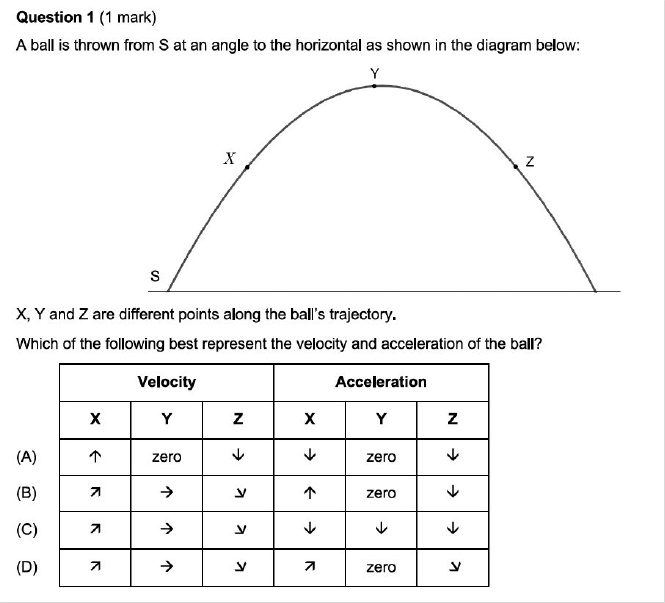 Question 1 (1 mark)
A ball is thrown from S at an angle to the horizontal as shown in the diagram below:
Y
X
Z
S
X, Y and Z are different points along the ball's trajectory.
Which of the following best represent the velocity and acceleration of the ball?
Velocity Acceleration
X Y Z X Y Z
(A) ↑ zero ↓ ↓ zero ↓
(B) ↗ → ↘ ↑ zero ↓
(C) ↗ → ↘ ↓ ↓ ↓
(D) ↗ → ↘ ↗ zero ↘